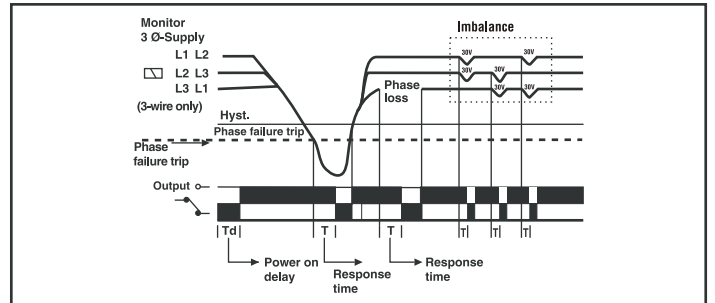 Monitor
3 Ø-Supply
L1 L2
L2 L3
L3 L1
(3-wire only)
Imbalance
30V
30V
30V
30V
30V
30V
Phase
loss
Hyst.
Phase failure trip
Phase
failure trip
Output
Td
T
T
T
T
T
Power on
delay
Response
time
Response
time